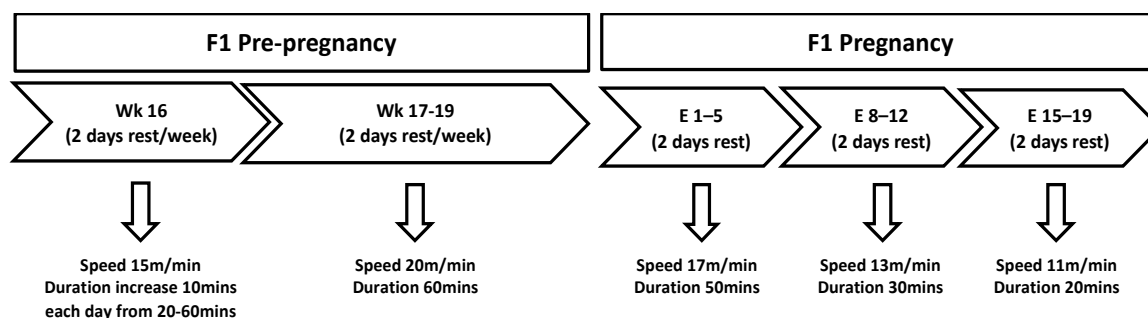 F1 Pre-pregnancy
F1 Pregnancy
Wk 16
(2 days rest/week)
Wk 17-19
(2 days rest/week)
E 1–5
(2 days rest)
E 8–12
(2 days rest)
E 15–19
(2 days rest)
Speed 15m/min
Duration increase 10mins
each day from 20-60mins
Speed 20m/min
Duration 60mins
Speed 17m/min
Duration 50mins
Speed 13m/min
Duration 30mins
Speed 11m/min
Duration 20mins